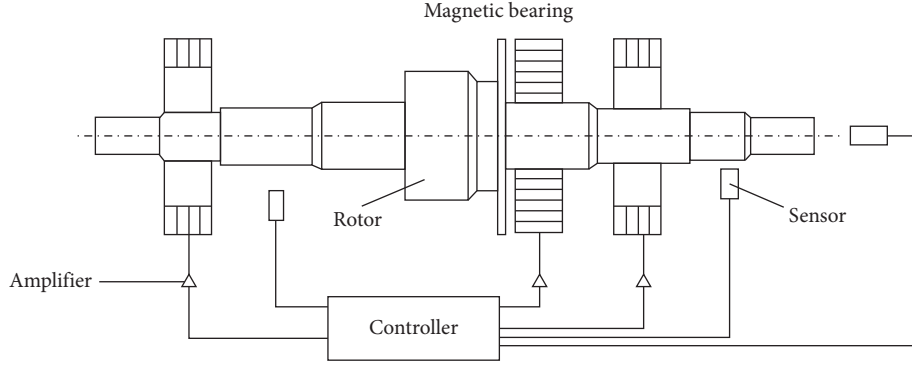 Magnetic bearing
Rotor
Sensor
Amplifier
Controller